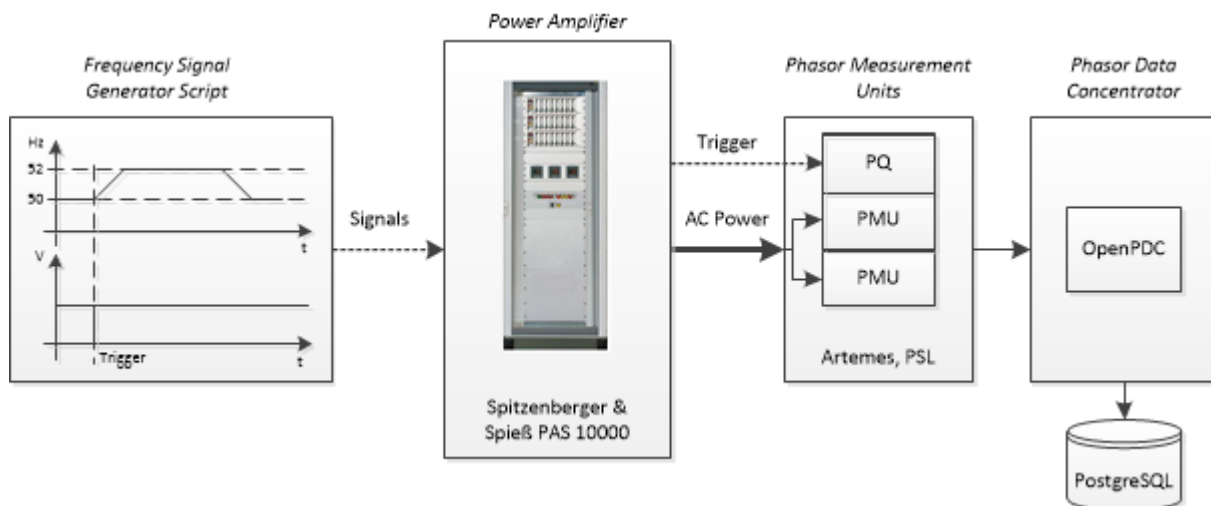 Power Amplifier
Frequency Signal
Generator Script
Phasor Measurement
Units
Phasor Data
Concentrator
Hz
52
50
t
V
Trigger
t
Signals
Spitzenberger &
Spieß PAS 10000
Trigger
AC Power
PQ
PMU
PMU
Artemes, PSL
OpenPDC
PostgreSQL